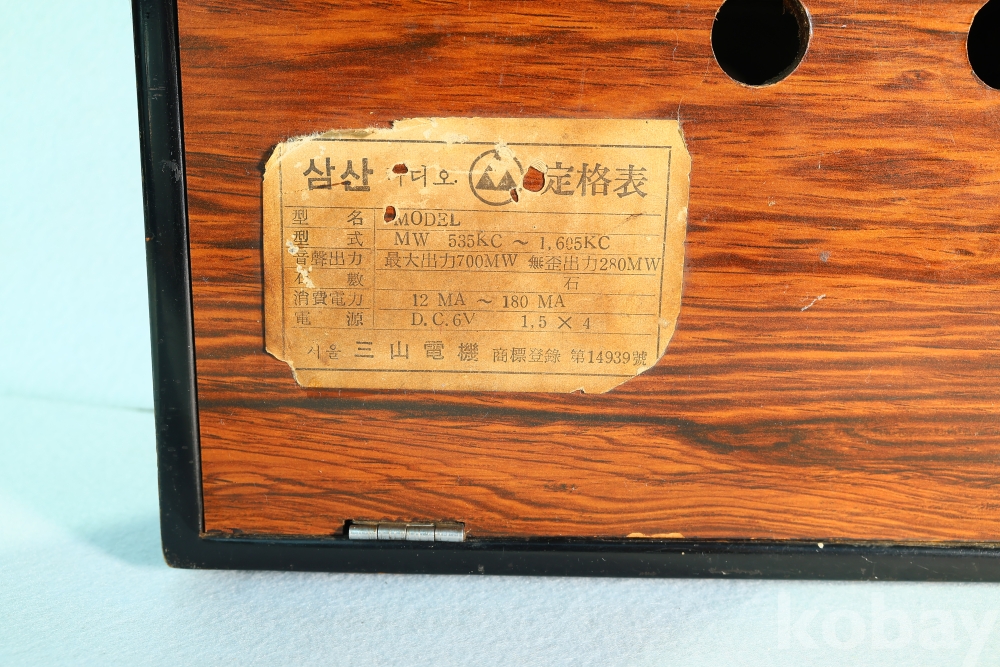 삼산 라디오 定格表
型名 MODEL
型式 MW 535KC ~ 1,605KC
音聲出力 最大出力700MW 無歪出力280MW
石數 石
消費電力 12 MA ~ 180 MA
電源 D.C. 6V 1,5 × 4
서울 三山電機 商標登錄 第14939號
kobay